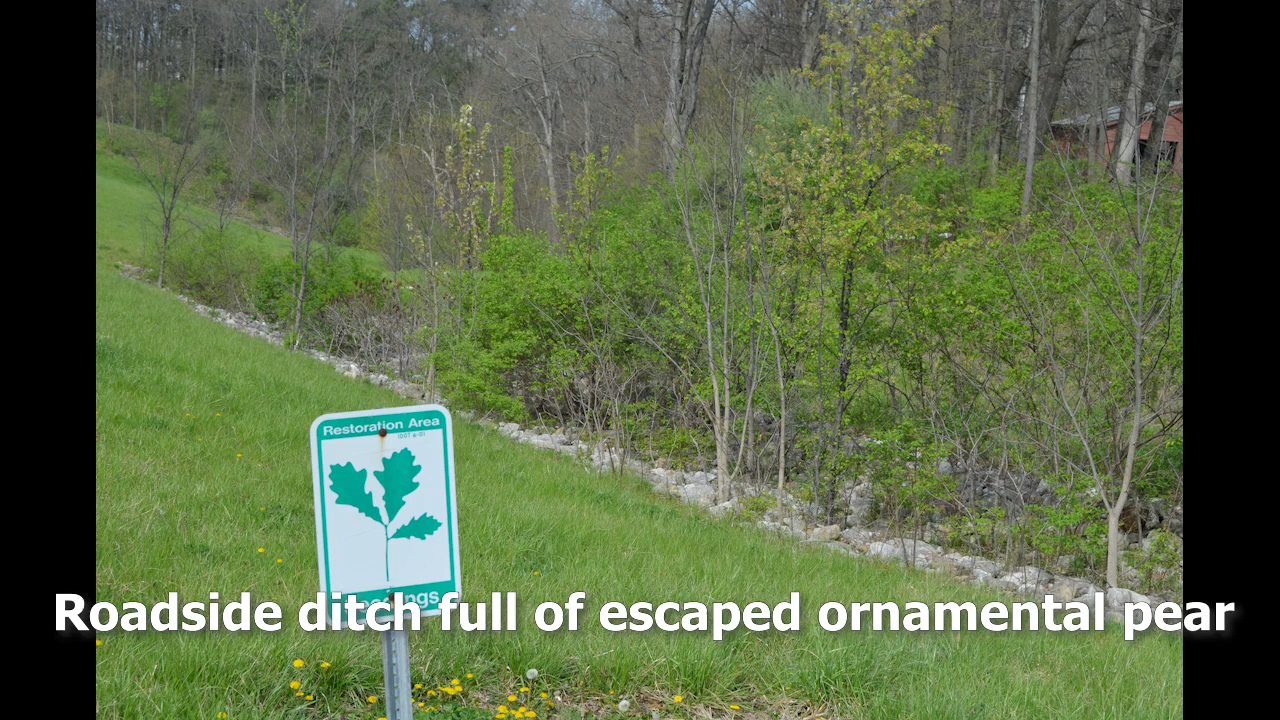 Restoration Area
Roadside ditch full of escaped ornamental pear